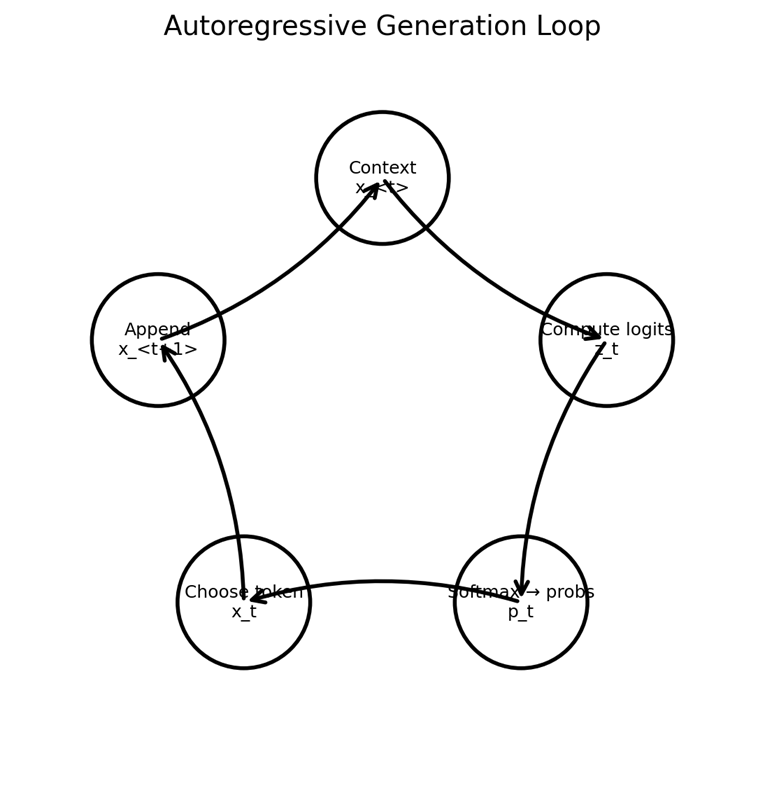 Autoregressive Generation Loop
Context
x_<t>
Compute logits
z_t
Softmax → probs
p_t
Choose token
x_t
Append
x_<t+1>